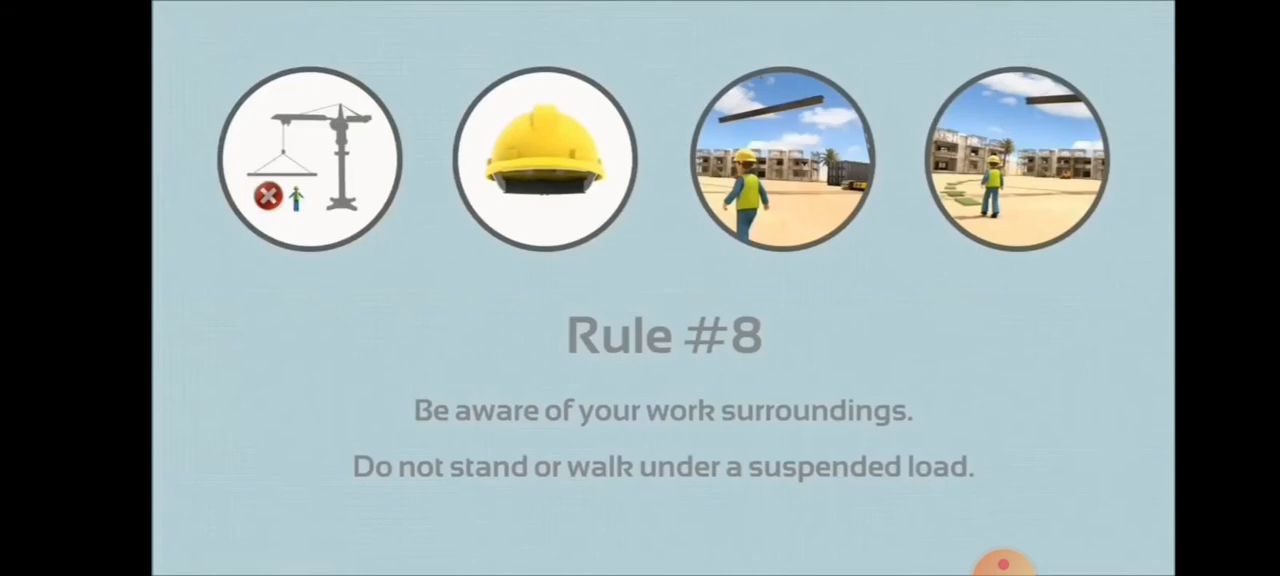 Rule #8
Be aware of your work surroundings.
Do not stand or walk under a suspended load.